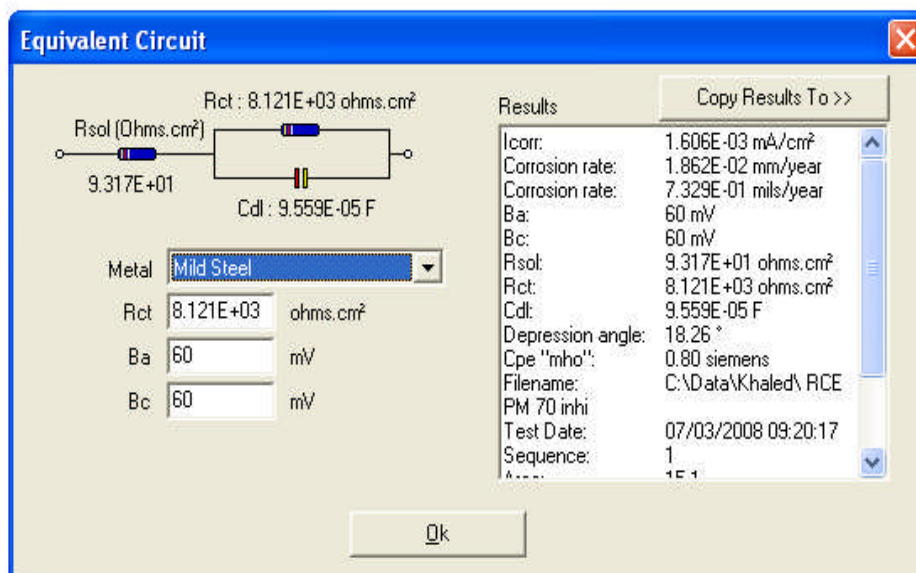 Equivalent Circuit
Rct : 8.121E+03 ohms.cm²
Rsol (Ohms.cm²)
9.317E+01
Cdl : 9.559E-05 F
Metal Mild Steel
Rct 8.121E+03 ohms.cm²
Ba 60 mV
Bc 60 mV
Results
Copy Results To >>
Icorr: 1.606E-03 mA/cm²
Corrosion rate: 1.862E-02 mm/year
Corrosion rate: 7.329E-01 mils/year
Ba: 60 mV
Bc: 60 mV
Rsol: 9.317E+01 ohms.cm²
Rct: 8.121E+03 ohms.cm²
Cdl: 9.559E-05 F
Depression angle: 18.26 °
Cpe "mho": 0.80 siemens
Filename: C:\Data\Khaled\ RCE
PM 70 inhi
Test Date: 07/03/2008 09:20:17
Sequence: 1
Ok